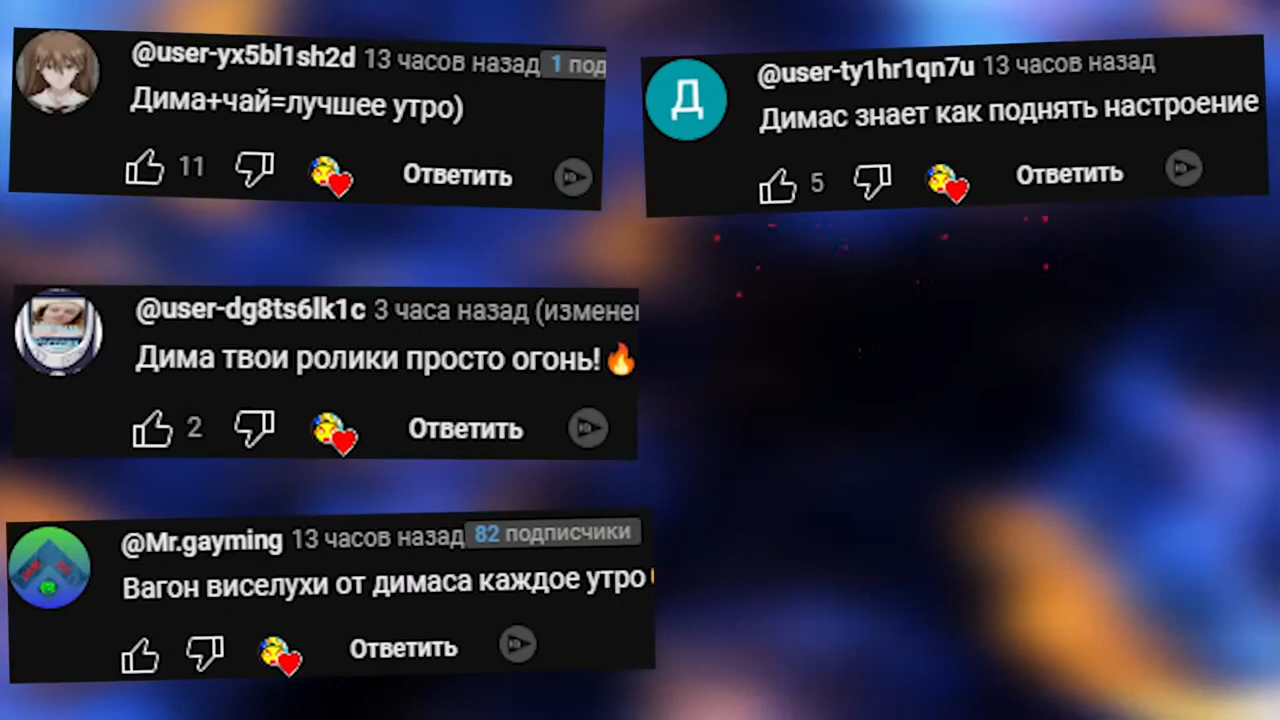 @user-yx5bl1sh2d 13 часов назад 1 под
Дима+чай=лучшее утро)
11 Ответить
@user-ty1hr1qn7u 13 часов назад
Д
Димас знает как поднять настроение
5 Ответить
@user-dg8ts6lk1c 3 часа назад (изменен
Дима твои ролики просто огонь!🔥
2 Ответить
@Mr.gayming 13 часов назад 82 подписчики
Вагон виселухи от димаса каждое утро
Ответить